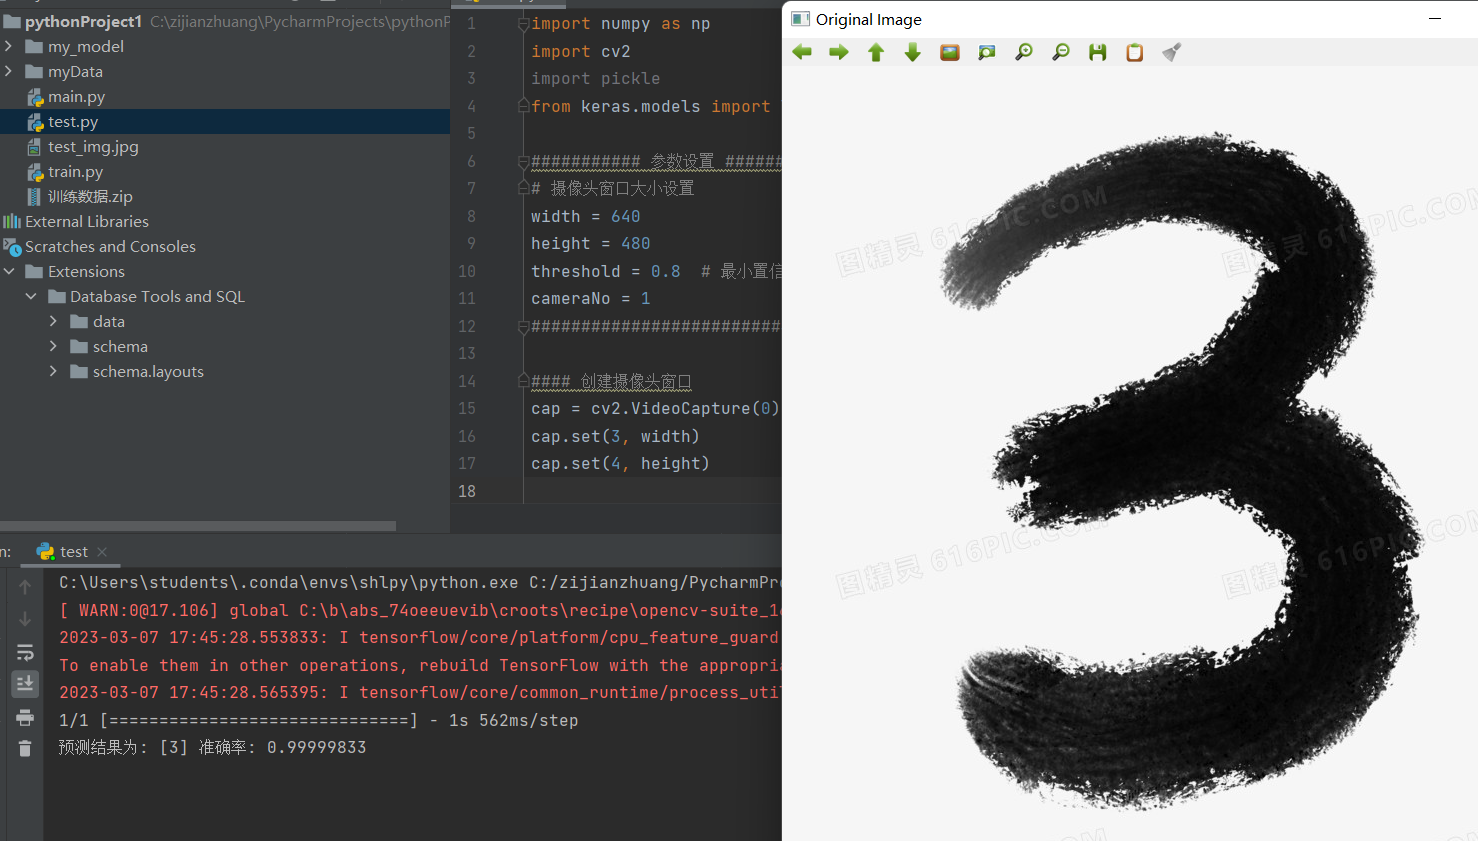 pythonProject1 C:\zijianzhuang\PycharmProjects\pythonP
my_model
myData
main.py
test.py
test_img.jpg
train.py
训练数据.zip
External Libraries
Scratches and Consoles
Extensions
Database Tools and SQL
data
schema
schema.layouts
1 import numpy as np
2 import cv2
3 import pickle
4 from keras.models import
5
6 ########### 参数设置 ######
7 # 摄像头窗口大小设置
8 width = 640
9 height = 480
10 threshold = 0.8 # 最小置信
11 cameraNo = 1
12 #########################
13
14 #### 创建摄像头窗口
15 cap = cv2.VideoCapture(0)
16 cap.set(3, width)
17 cap.set(4, height)
18
n: test
C:\Users\students\.conda\envs\shlpy\python.exe C:/zijianzhuang/PycharmPro
[ WARN:0@17.106] global C:\b\abs_74oeeuevib\croots\recipe\opencv-suite_16
2023-03-07 17:45:28.553833: I tensorflow/core/platform/cpu_feature_guard
To enable them in other operations, rebuild TensorFlow with the appropria
2023-03-07 17:45:28.565395: I tensorflow/core/common_runtime/process_util
1/1 [==============================] - 1s 562ms/step
预测结果为: [3] 准确率: 0.99999833
Original Image
3
图精灵 616PIC.COM
图精灵 616PIC.COM
图精灵 616PIC.COM
图精灵 616PIC.COM